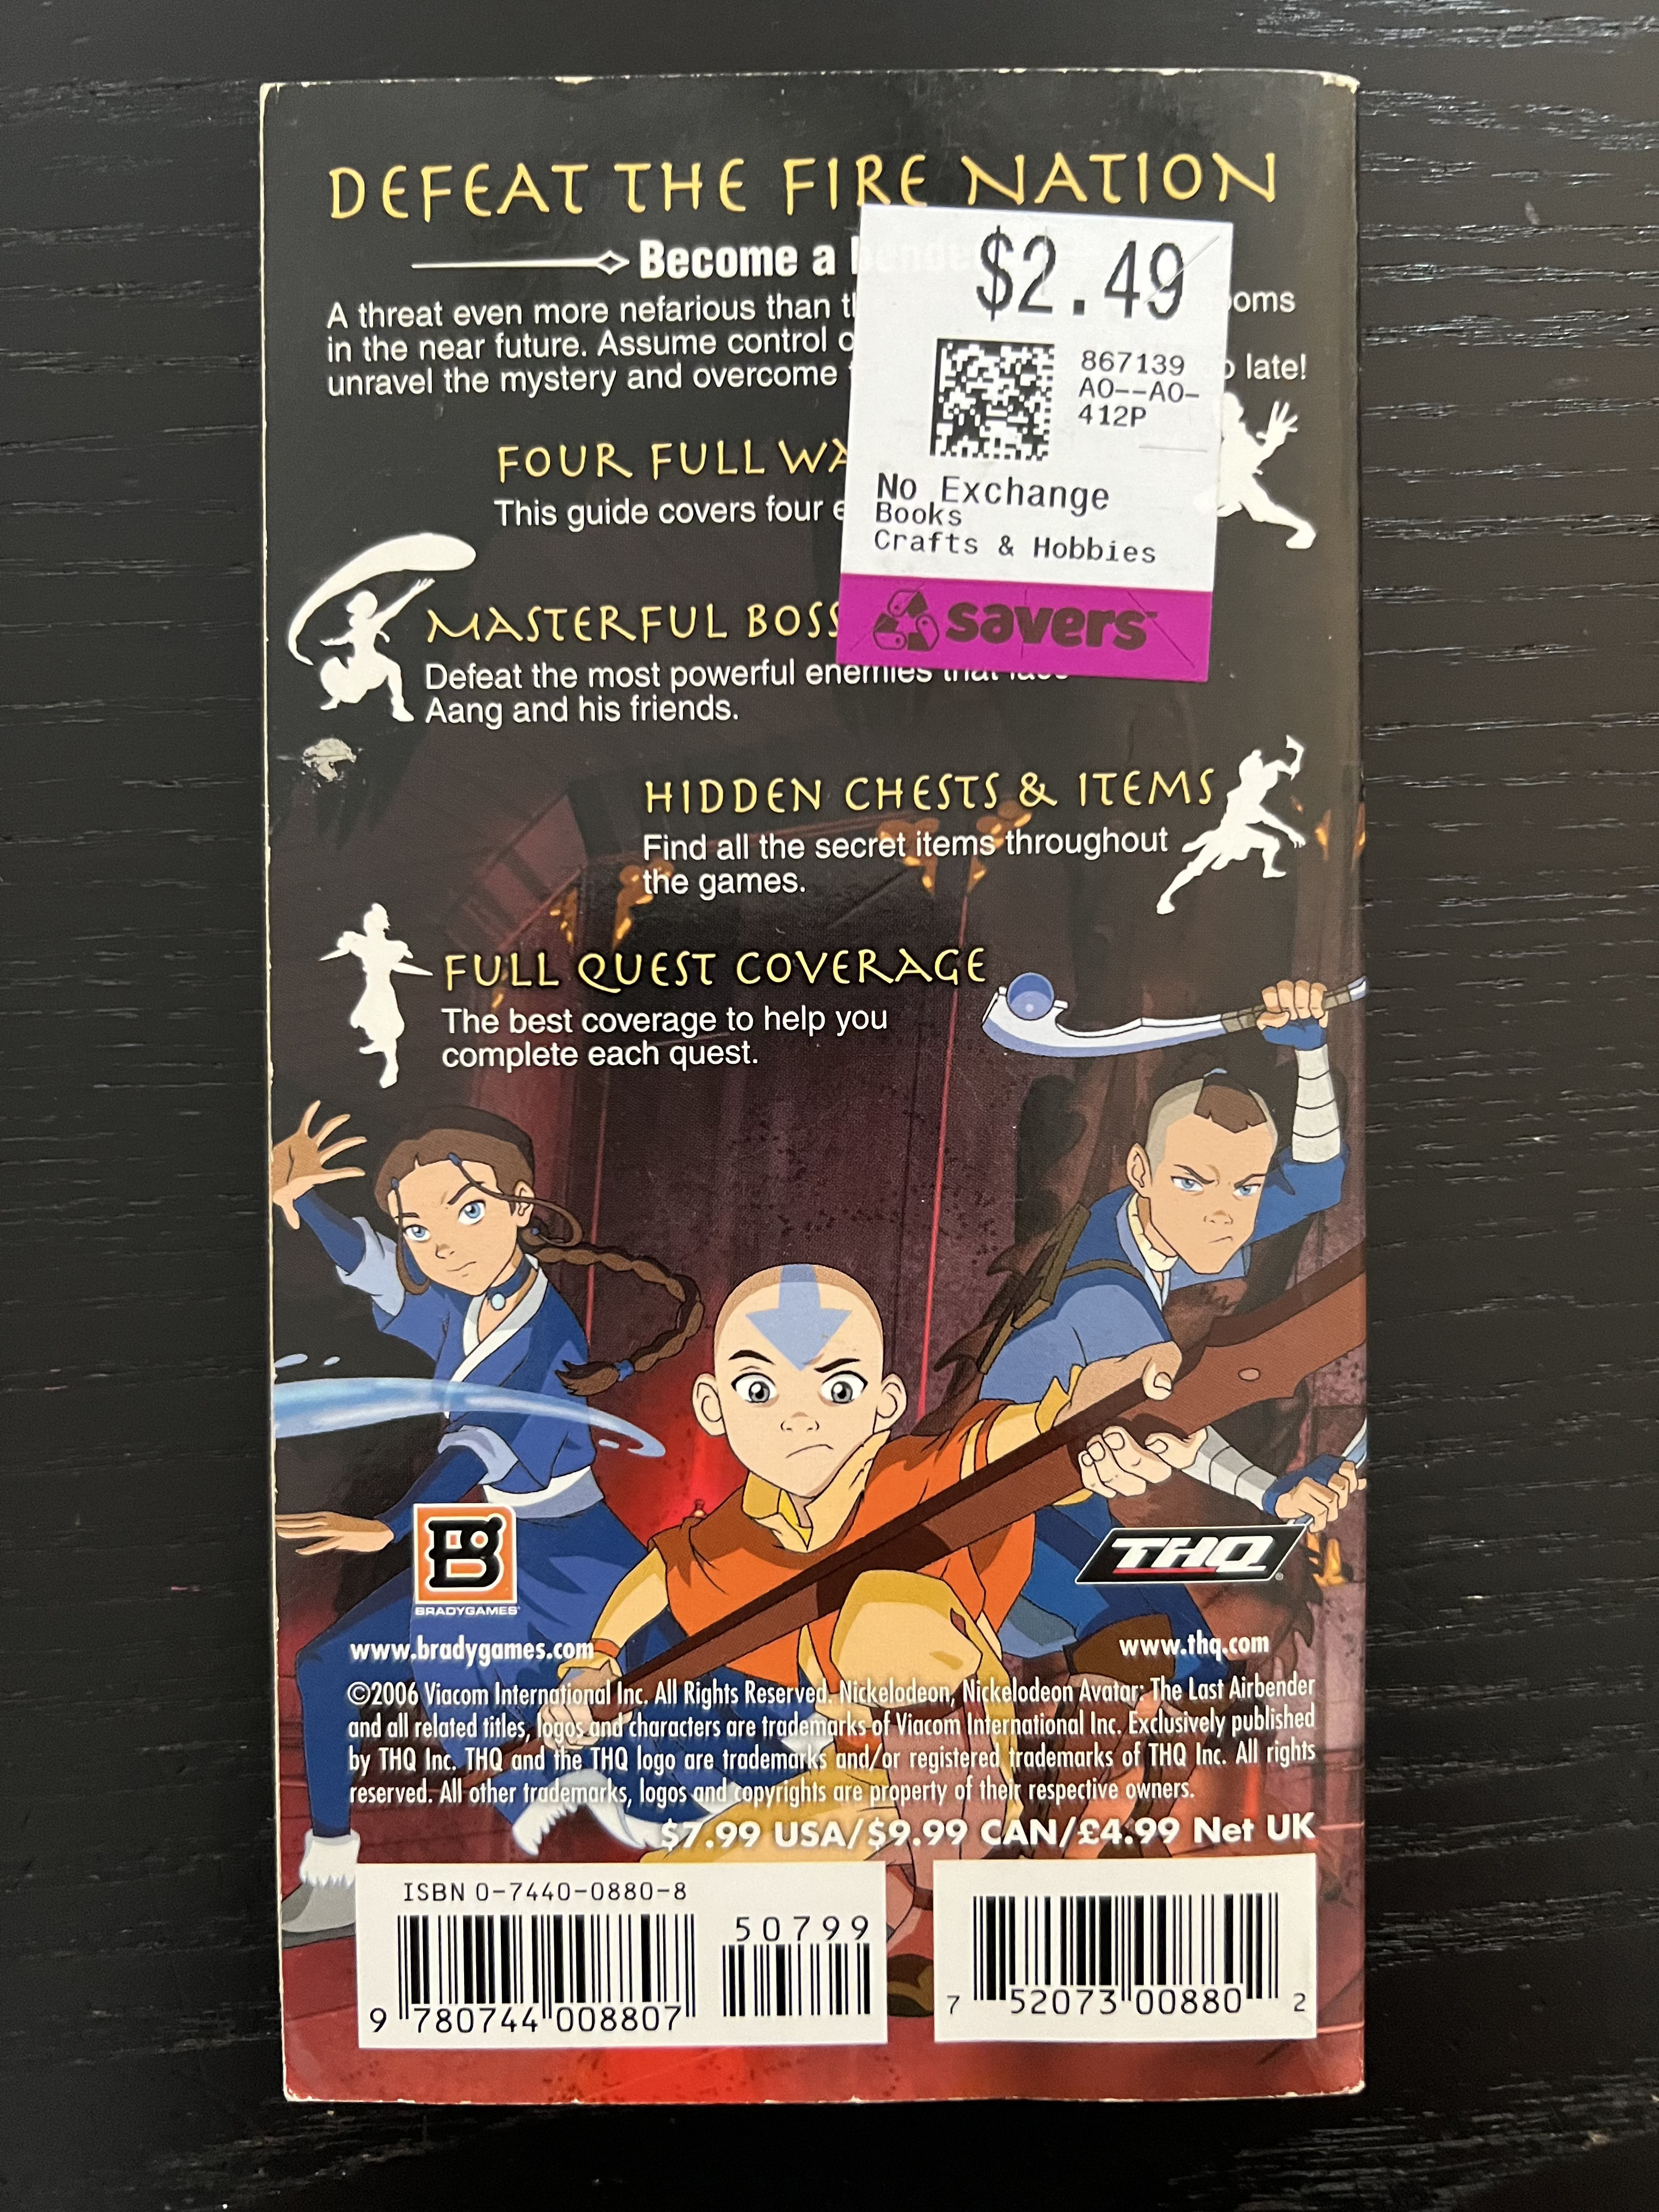 DEFEAT THE FIRE NATION
Become a bender
A threat even more nefarious than
in the near future. Assume control
unravel the mystery and overcome
late!
FOUR FULL
This guide covers four
MASTERFUL BOSS
Defeat the most powerful enemies that face
Aang and his friends.
HIDDEN CHESTS & ITEMS
Find all the secret items throughout
the games.
FULL QUEST COVERAGE
The best coverage to help you
complete each quest.
$2.49
867139
AO--AO-
412P
No Exchange
Books
Crafts & Hobbies
savers™
BRADYGAMES®
THQ®
www.bradygames.com
www.thq.com
©2006 Viacom International Inc. All Rights Reserved. Nickelodeon, Nickelodeon Avatar: The Last Airbender
and all related titles, logos and characters are trademarks of Viacom International Inc. Exclusively published
by THQ Inc. THQ and the THQ logo are trademarks and/or registered trademarks of THQ Inc. All rights
reserved. All other trademarks, logos and copyrights are property of their respective owners.
$7.99 USA/$9.99 CAN/£4.99 Net UK
ISBN 0-7440-0880-8
50799
9 780744 008807
7 52073 00880 2